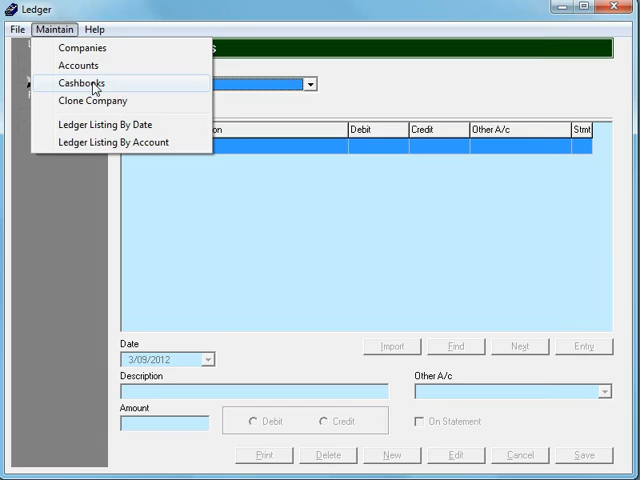 Ledger
File Maintain Help
Companies
Accounts
Cashbooks
Clone Company
Ledger Listing By Date
Ledger Listing By Account
Debit Credit Other A/c Stmt
Date
3/09/2012
Import Find Next Entry
Description Other A/c
Amount
Debit Credit On Statement
Print Delete New Edit Cancel Save